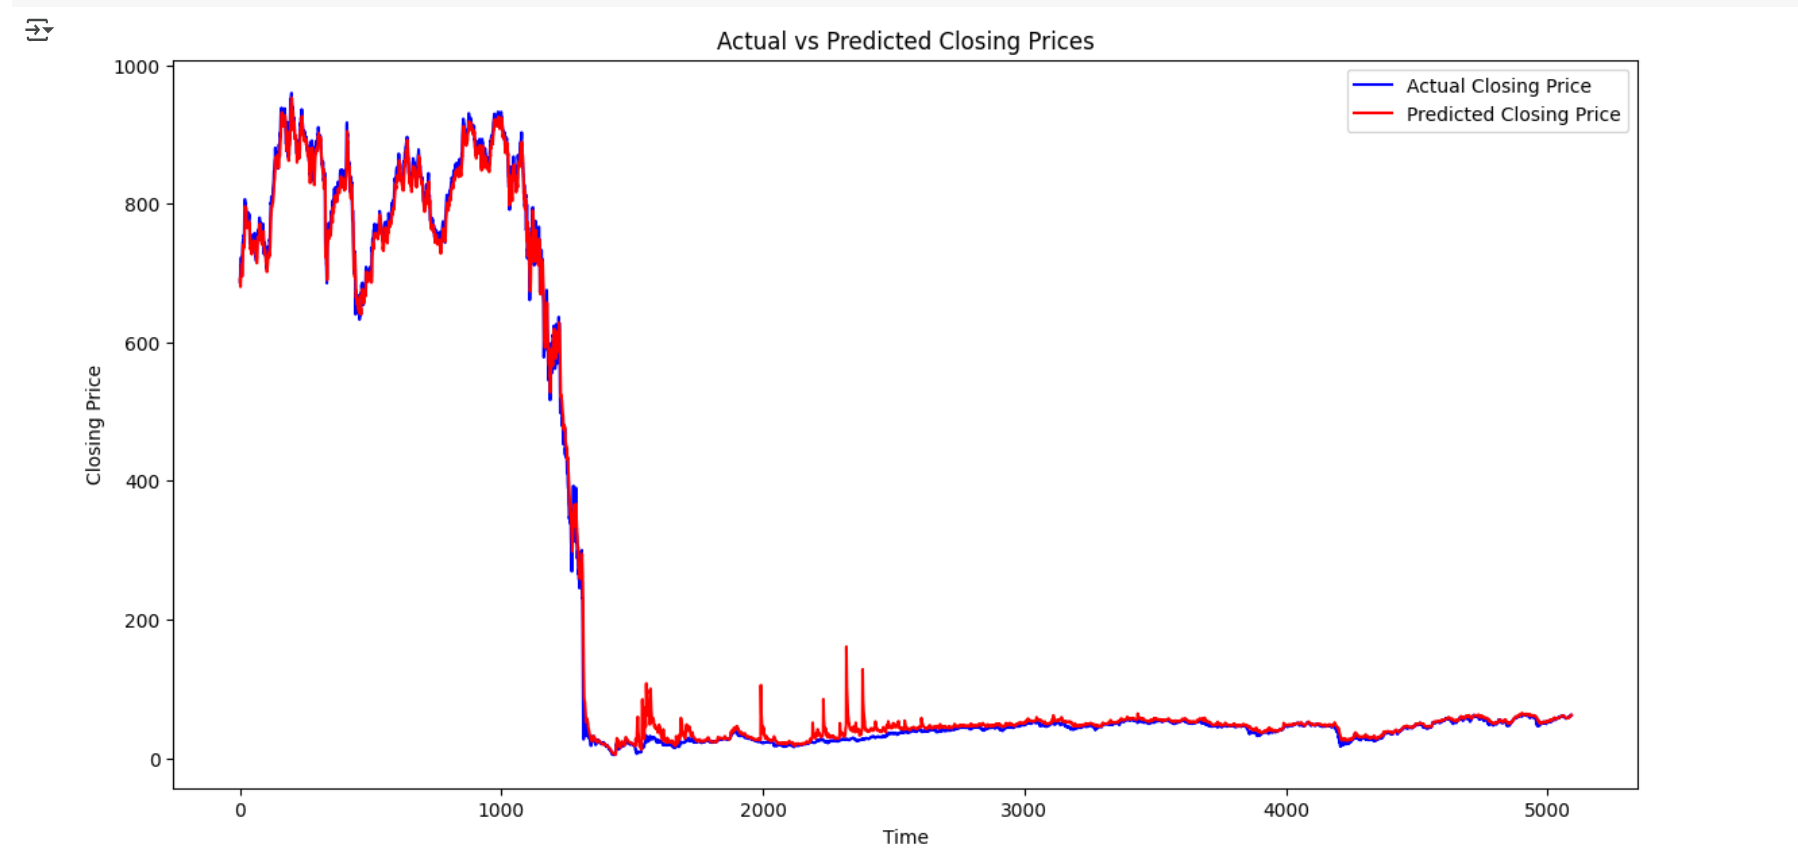 Actual vs Predicted Closing Prices
1000
800
600
400
200
0
Closing Price
Actual Closing Price
Predicted Closing Price
0 1000 2000 3000 4000 5000
Time